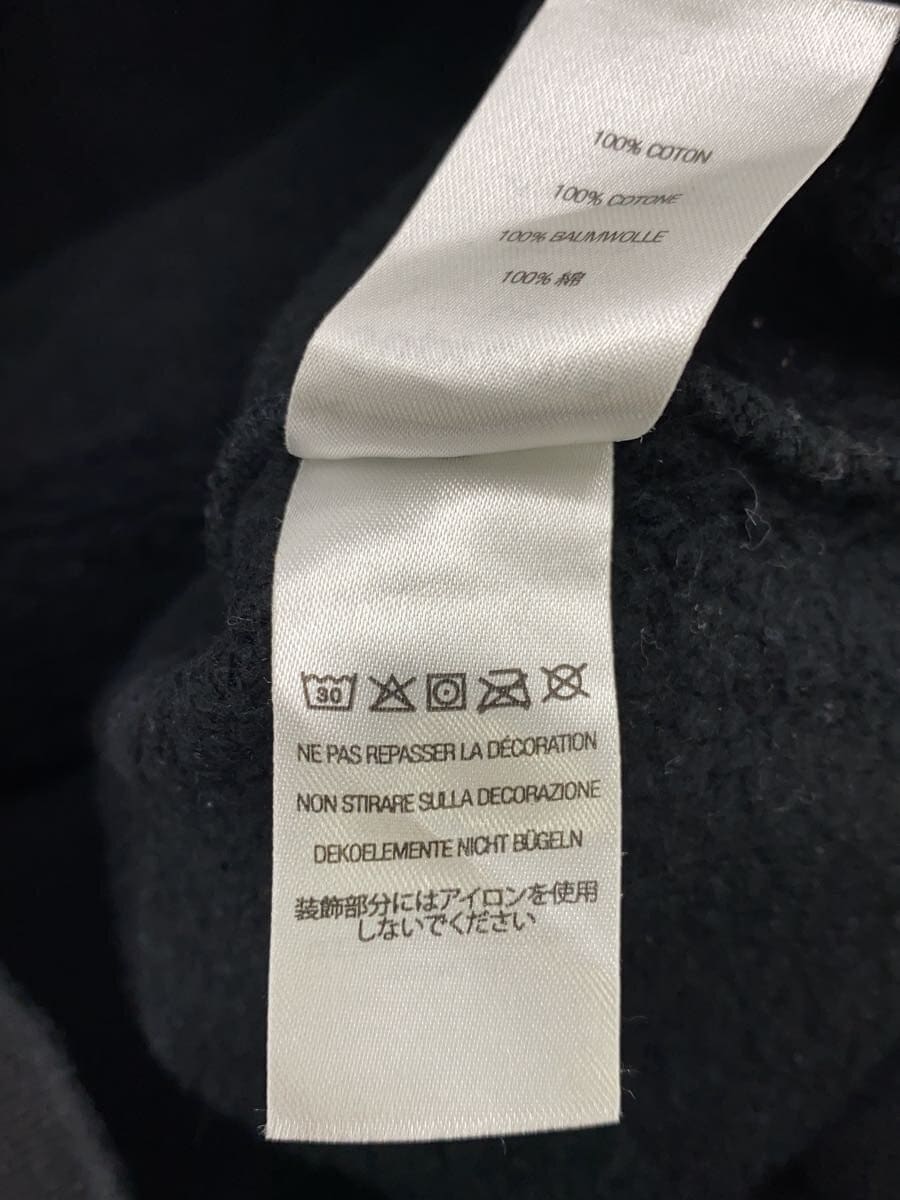 100% COTON
100% COTONE
100% BAUMWOLLE
100% 綿
30
NE PAS REPASSER LA DÉCORATION
NON STIRARE SULLA DECORAZIONE
DEKOELEMENTE NICHT BÜGELN
装飾部分にはアイロンを使用
しないでください